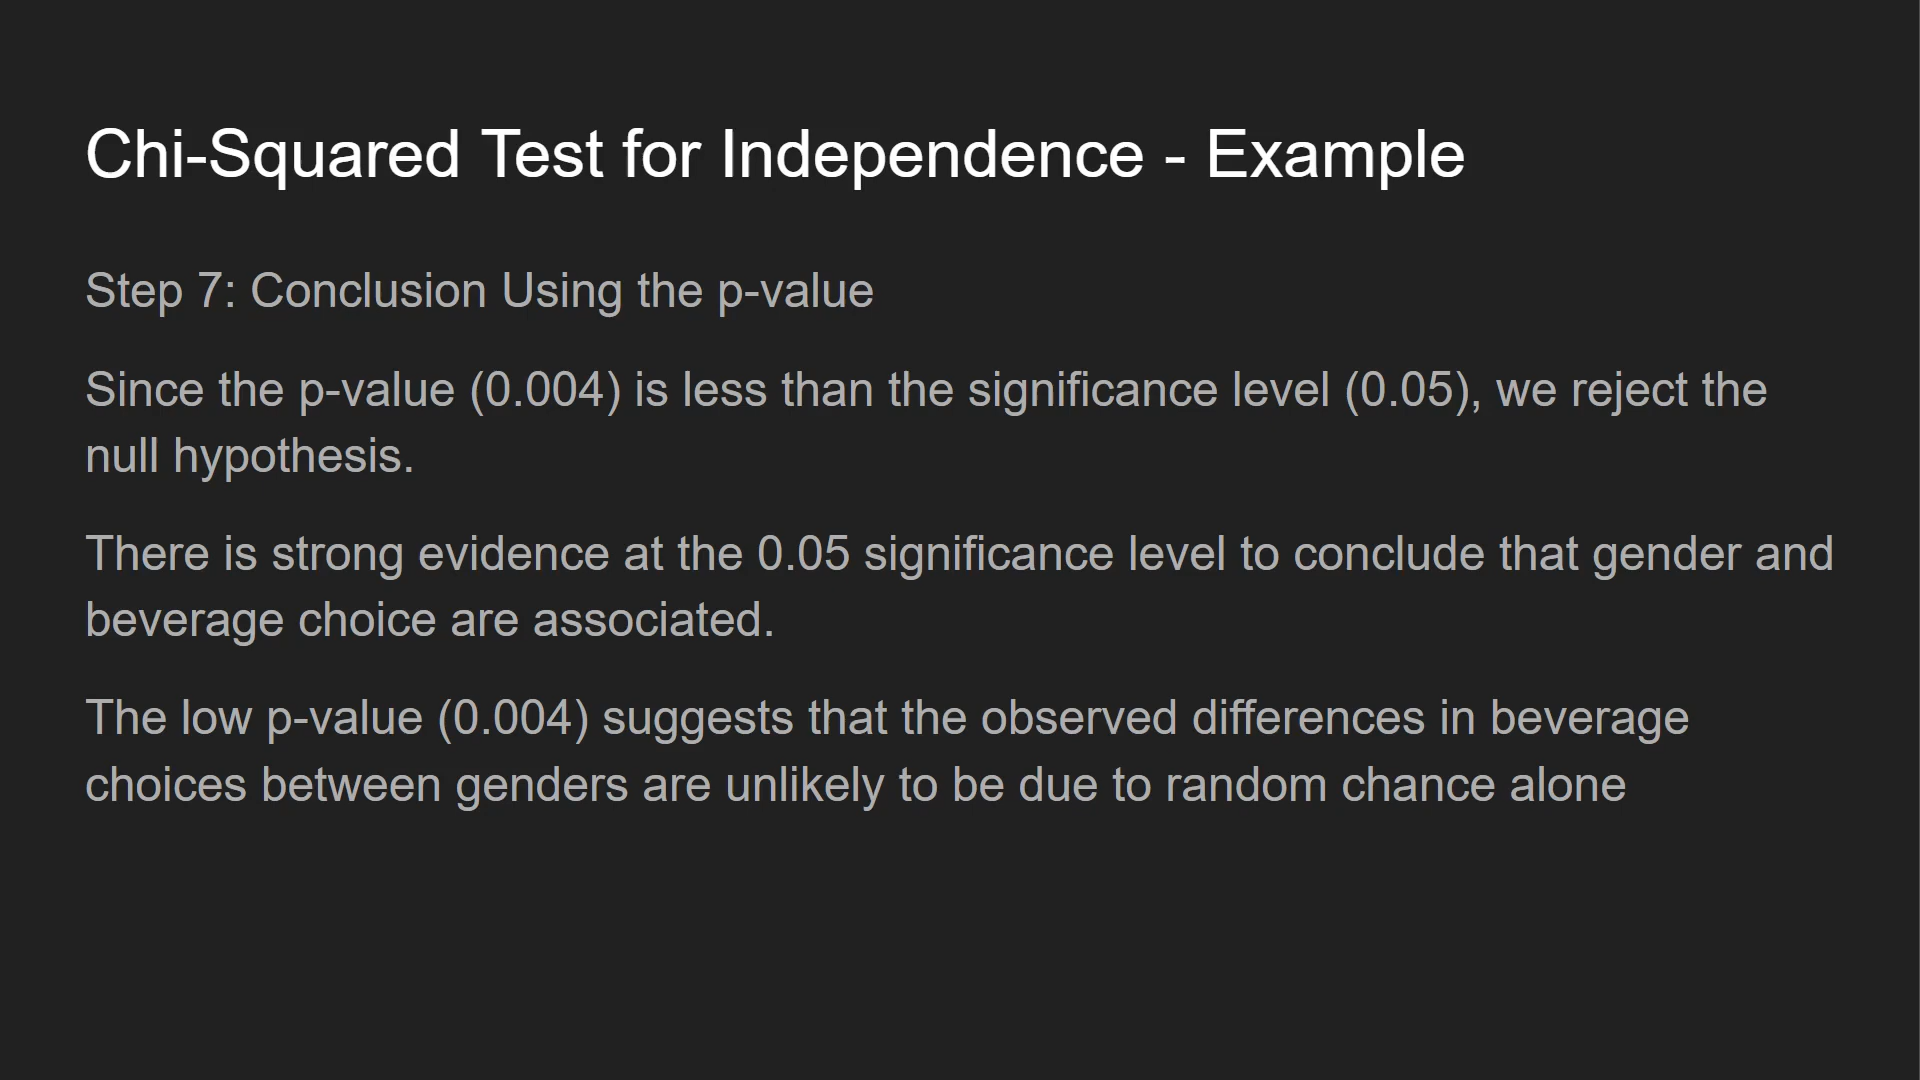 Chi-Squared Test for Independence - Example
Step 7: Conclusion Using the p-value
Since the p-value (0.004) is less than the significance level (0.05), we reject the
null hypothesis.
There is strong evidence at the 0.05 significance level to conclude that gender and
beverage choice are associated.
The low p-value (0.004) suggests that the observed differences in beverage
choices between genders are unlikely to be due to random chance alone